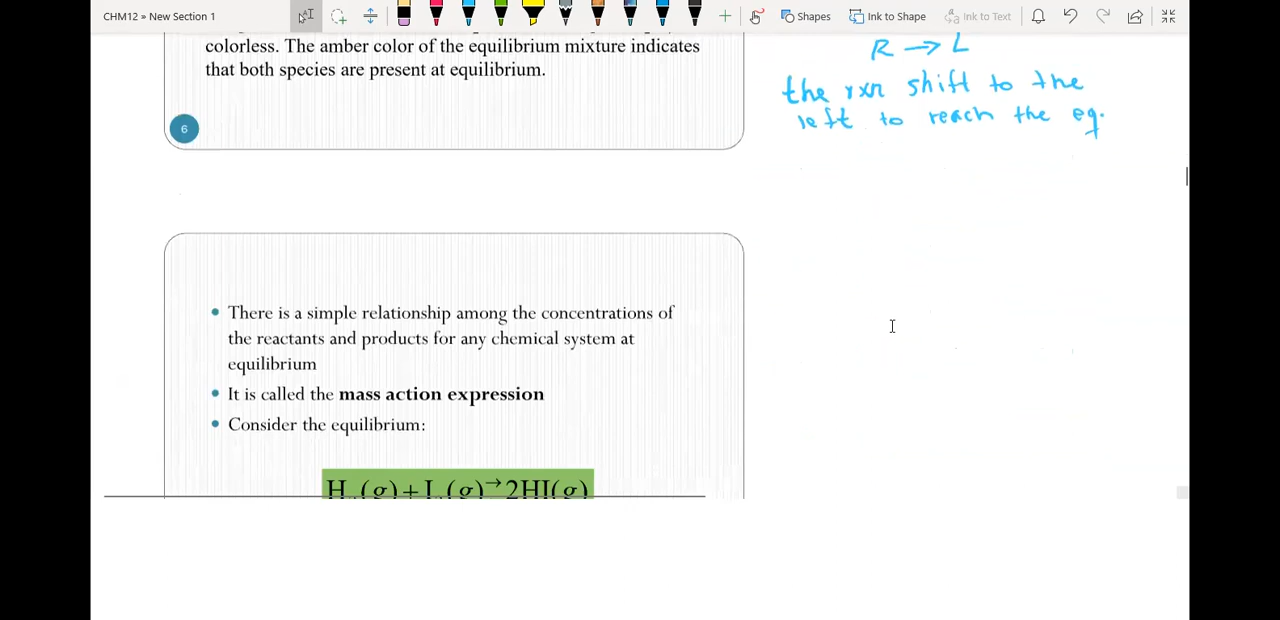 CHM12 » New Section 1
Shapes
Ink to Shape
Ink to Text
colorless. The amber color of the equilibrium mixture indicates
that both species are present at equilibrium.
6
R → L
the rxn shift to the
left to reach the eq.
• There is a simple relationship among the concentrations of
the reactants and products for any chemical system at
equilibrium
• It is called the mass action expression
• Consider the equilibrium:
(g) + (g) → 2HI(g)